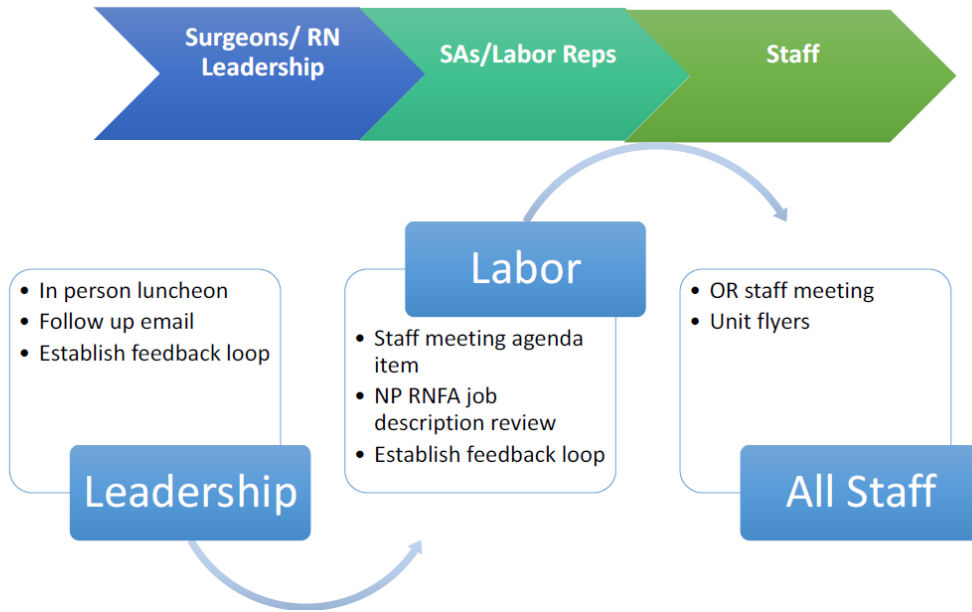 Surgeons/ RN
Leadership
SAs/Labor Reps
Staff
• In person luncheon
• Follow up email
• Establish feedback loop
Leadership
Labor
• Staff meeting agenda
item
• NP RNFA job
description review
• Establish feedback loop
• OR staff meeting
• Unit flyers
All Staff